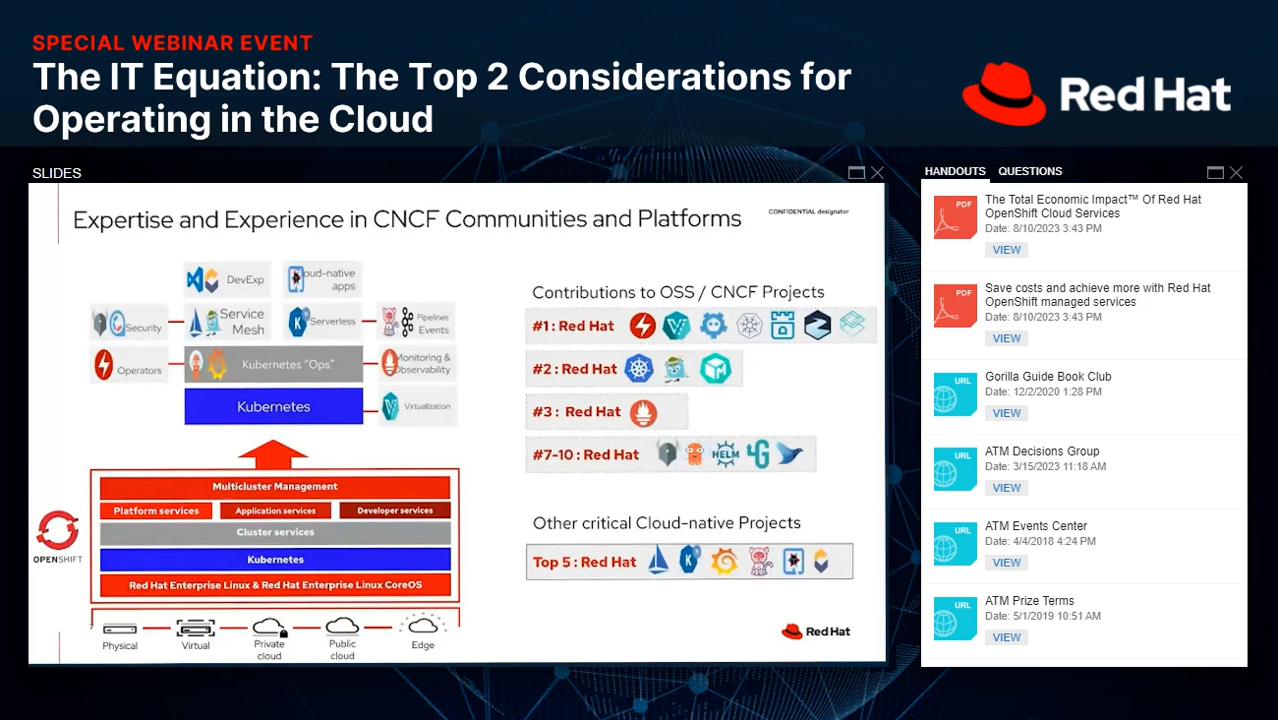 SPECIAL WEBINAR EVENT
The IT Equation: The Top 2 Considerations for
Operating in the Cloud
Red Hat
SLIDES
Expertise and Experience in CNCF Communities and Platforms
CONFIDENTIAL designator
DevExp
oud-native
apps
Security
Service
Mesh
Serverless
Pipelines
Events
Operators
Kubernetes "Ops"
Monitoring &
Observability
Kubernetes
Virtualization
Multicluster Management
Platform services
Application services
Developer services
Cluster services
Kubernetes
Red Hat Enterprise Linux & Red Hat Enterprise Linux CoreOS
OPENSHIFT
Physical
Virtual
Private
cloud
Public
cloud
Edge
Contributions to OSS / CNCF Projects
#1 : Red Hat
#2 : Red Hat
#3 : Red Hat
#7-10 : Red Hat
HELM
Other critical Cloud-native Projects
Top 5 : Red Hat
Red Hat
HANDOUTS QUESTIONS
PDF
The Total Economic Impact™ Of Red Hat
OpenShift Cloud Services
Date: 8/10/2023 3:43 PM
VIEW
PDF
Save costs and achieve more with Red Hat
OpenShift managed services
Date: 8/10/2023 3:43 PM
VIEW
URL
Gorilla Guide Book Club
Date: 12/2/2020 1:28 PM
VIEW
URL
ATM Decisions Group
Date: 3/15/2023 11:18 AM
VIEW
URL
ATM Events Center
Date: 4/4/2018 4:24 PM
VIEW
URL
ATM Prize Terms
Date: 5/1/2019 10:51 AM
VIEW